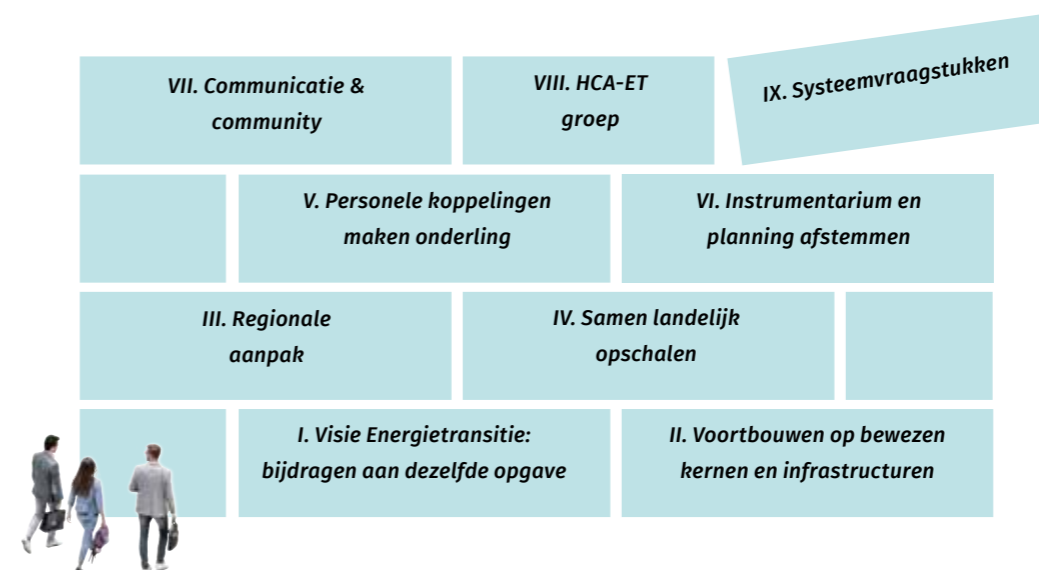 VII. Communicatie &
community
VIII. HCA-ET
groep
IX. Systeemvraagstukken
V. Personele koppelingen
maken onderling
VI. Instrumentarium en
planning afstemmen
III. Regionale
aanpak
IV. Samen landelijk
opschalen
I. Visie Energietransitie:
bijdragen aan dezelfde opgave
II. Voortbouwen op bewezen
kernen en infrastructuren